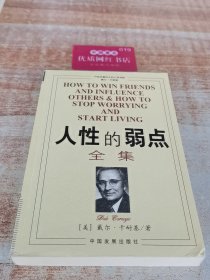 优质网红书店
HOW TO WIN FRIENDS
AND INFLUENCE
OTHERS & HOW TO
STOP WORRYING
AND
START LIVING
人性的弱点
全集
[美] 戴尔·卡耐基/著
中国发展出版社